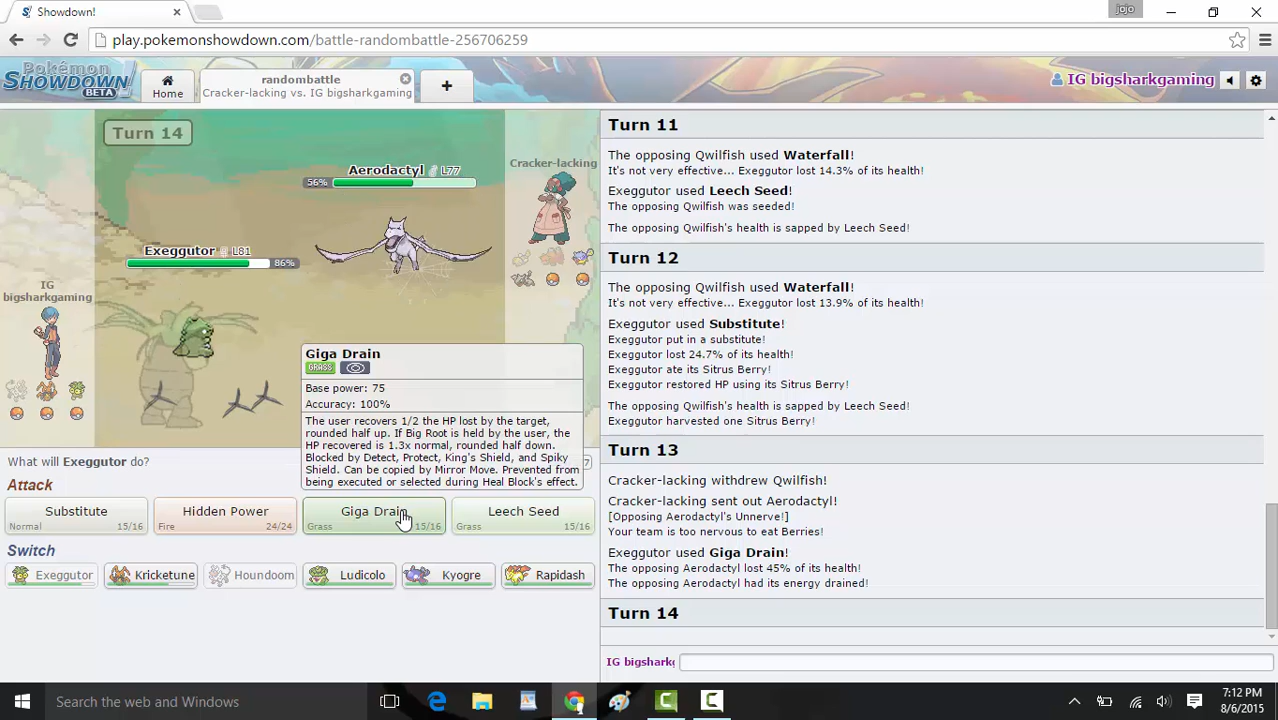 Showdown!
jojo
play.pokemonshowdown.com/battle-randombattle-256706259
Pokémon
SHOWDOWN
BETA
Home
randombattle
Cracker-lacking vs. IG bigsharkgaming
IG bigsharkgaming
Turn 14
Aerodactyl L77
56%
Cracker-lacking
Exeggutor L81
86%
IG
bigsharkgaming
Giga Drain
GRASS
Base power: 75
Accuracy: 100%
The user recovers 1/2 the HP lost by the target,
rounded half up. If Big Root is held by the user, the
HP recovered is 1.3x normal, rounded half down.
Blocked by Detect, Protect, King's Shield, and Spiky
Shield. Can be copied by Mirror Move. Prevented from
being executed or selected during Heal Block's effect.
What will Exeggutor do?
Attack
Substitute
Normal 15/16
Hidden Power
Fire 24/24
Giga Drain
Grass 15/16
Leech Seed
Grass 15/16
Switch
Exeggutor
Kricketune
Houndoom
Ludicolo
Kyogre
Rapidash
Turn 11
The opposing Qwilfish used Waterfall!
It's not very effective... Exeggutor lost 14.3% of its health!
Exeggutor used Leech Seed!
The opposing Qwilfish was seeded!
The opposing Qwilfish's health is sapped by Leech Seed!
Turn 12
The opposing Qwilfish used Waterfall!
It's not very effective... Exeggutor lost 13.9% of its health!
Exeggutor used Substitute!
Exeggutor put in a substitute!
Exeggutor lost 24.7% of its health!
Exeggutor ate its Sitrus Berry!
Exeggutor restored HP using its Sitrus Berry!
The opposing Qwilfish's health is sapped by Leech Seed!
Exeggutor harvested one Sitrus Berry!
Turn 13
Cracker-lacking withdrew Qwilfish!
Cracker-lacking sent out Aerodactyl!
[Opposing Aerodactyl's Unnerve!]
Your team is too nervous to eat Berries!
Exeggutor used Giga Drain!
The opposing Aerodactyl lost 45% of its health!
The opposing Aerodactyl had its energy drained!
Turn 14
IG bigshark
Search the web and Windows
7:12 PM
8/6/2015